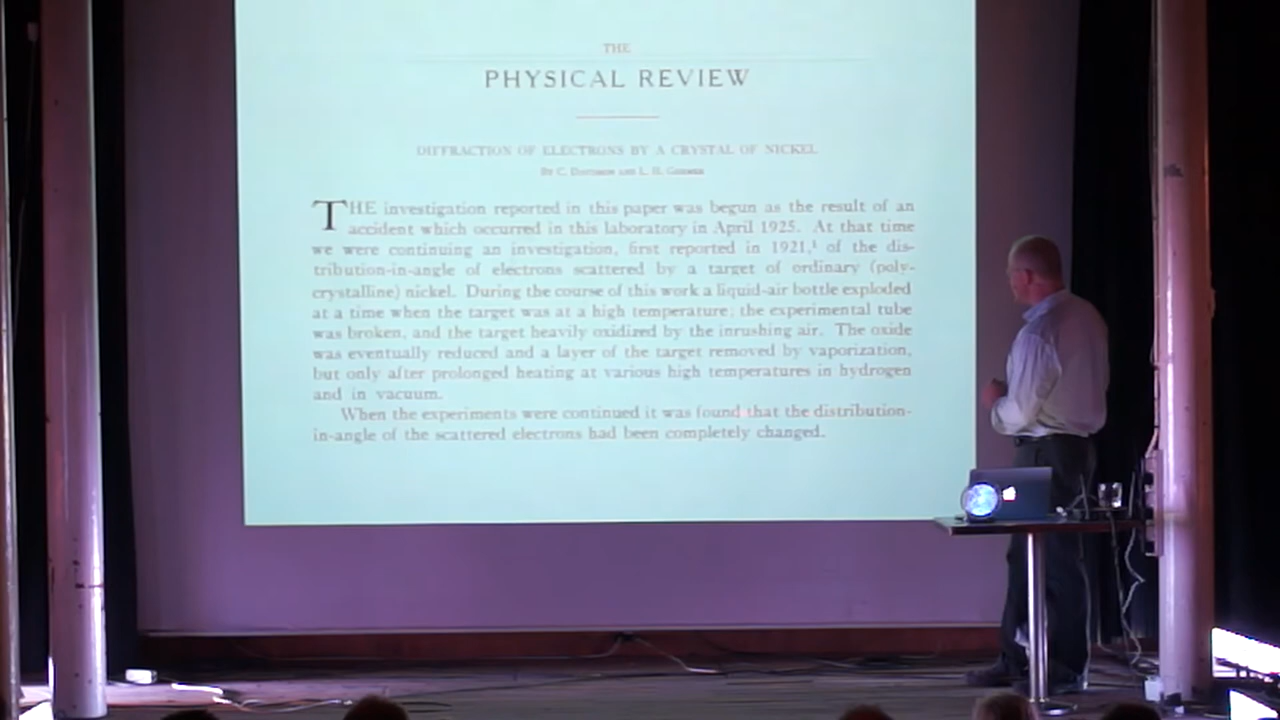 THE
PHYSICAL REVIEW
DIFFRACTION OF ELECTRONS BY A CRYSTAL OF NICKEL
By C. Davisson and L. H. Germer
THE investigation reported in this paper was begun as the result of an
accident which occurred in this laboratory in April 1925. At that time
we were continuing an investigation, first reported in 1921,¹ of the dis-
tribution-in-angle of electrons scattered by a target of ordinary (poly-
crystalline) nickel. During the course of this work a liquid-air bottle exploded
at a time when the target was at a high temperature; the experimental tube
was broken, and the target heavily oxidized by the inrushing air. The oxide
was eventually reduced and a layer of the target removed by vaporization,
but only after prolonged heating at various high temperatures in hydrogen
and in vacuum.
When the experiments were continued it was found that the distribution-
in-angle of the scattered electrons had been completely changed.